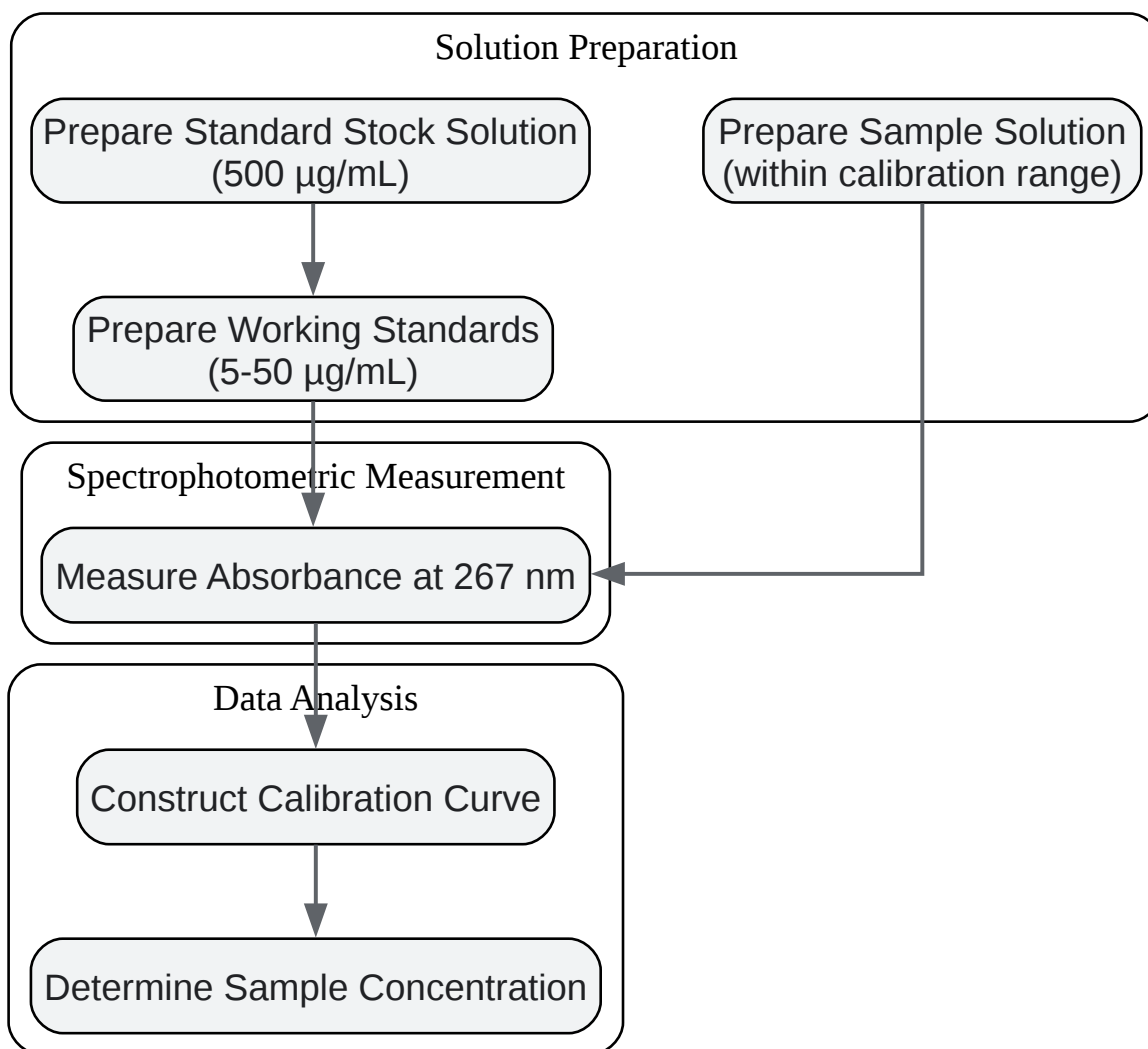 Solution Preparation
Prepare Standard Stock Solution
(500 µg/mL)
Prepare Sample Solution
(within calibration range)
Prepare Working Standards
(5-50 µg/mL)
Spectrophotometric Measurement
Measure Absorbance at 267 nm
Data Analysis
Construct Calibration Curve
Determine Sample Concentration